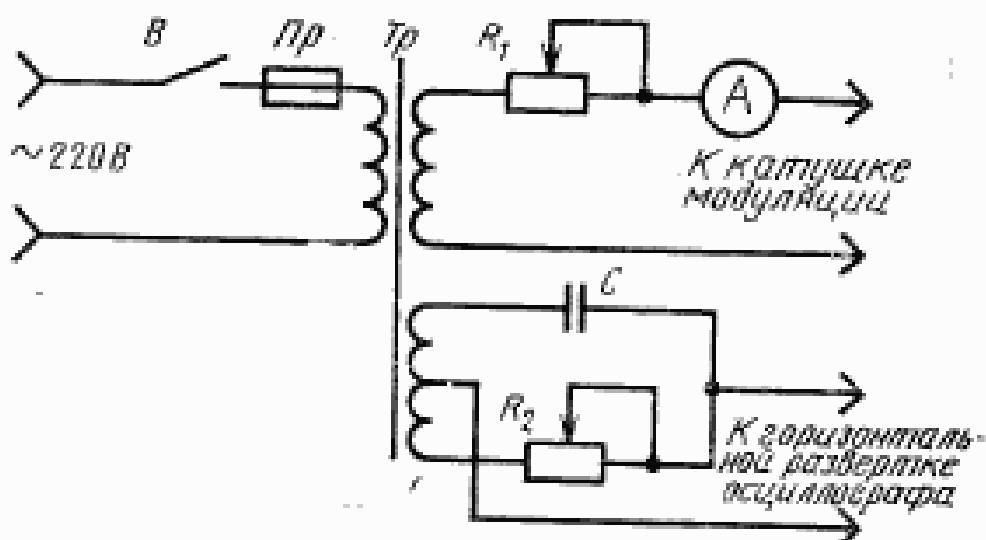 В
Пр
Тр
R₁
А
~220В
К катушке
модуляции
С
R₂
К горизонталь-
ной развертке
осциллографа